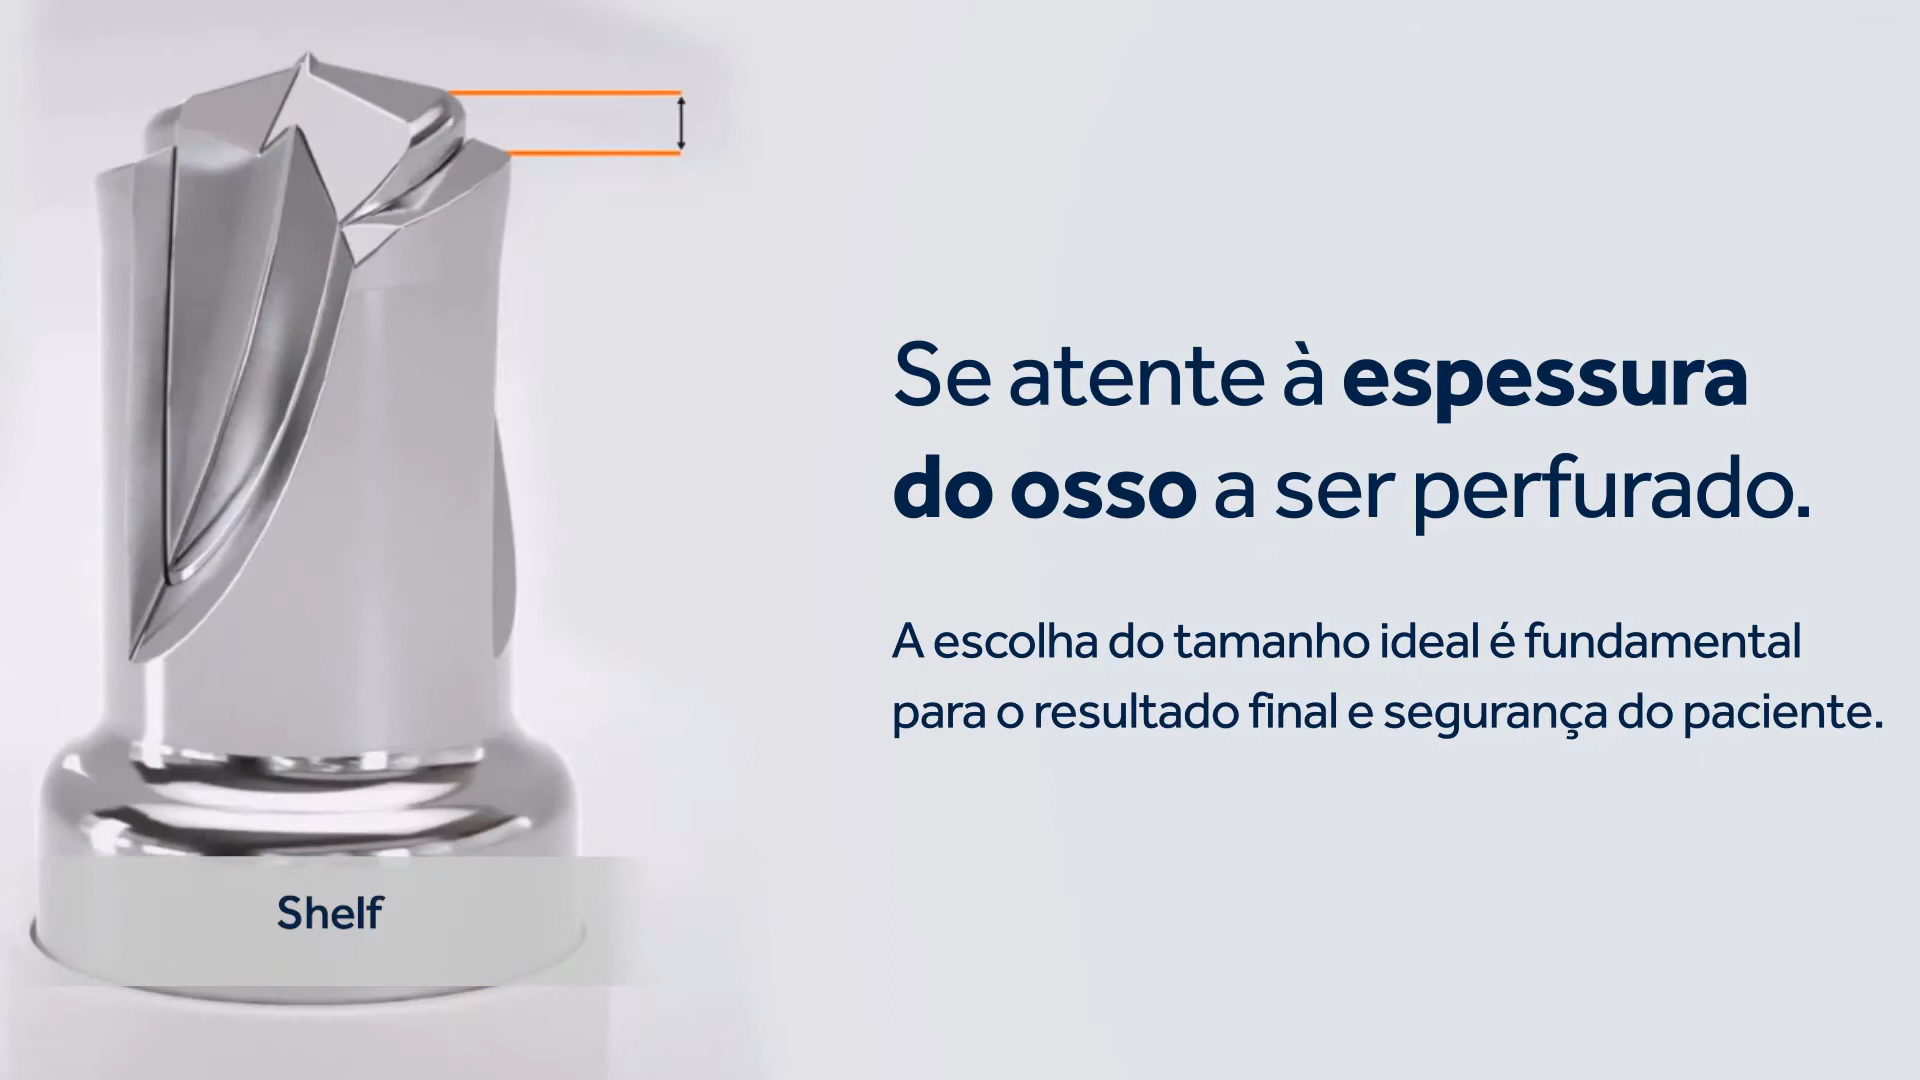 Se atente à espessura
do osso a ser perfurado.
A escolha do tamanho ideal é fundamental
para o resultado final e segurança do paciente.
Shelf